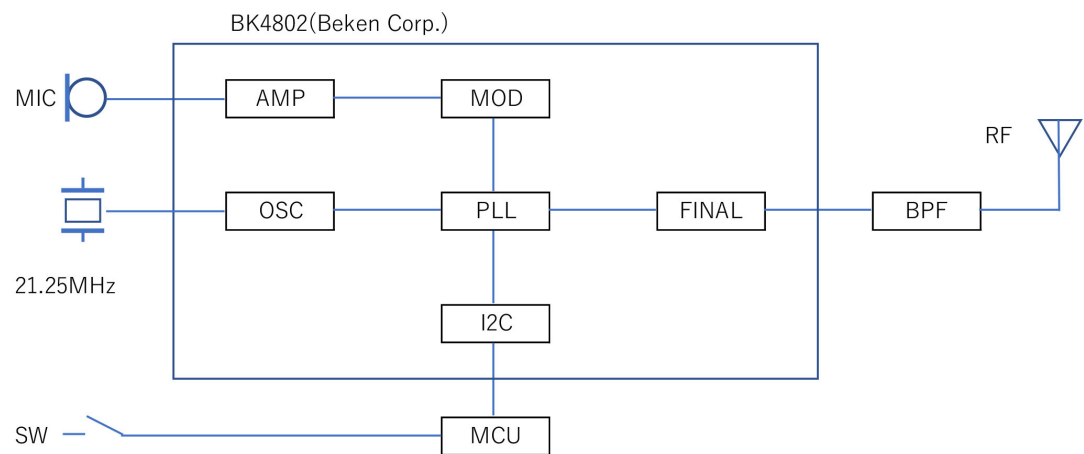 BK4802(Beken Corp.)
MIC
AMP
MOD
RF
OSC
PLL
FINAL
BPF
21.25MHz
I2C
SW
MCU